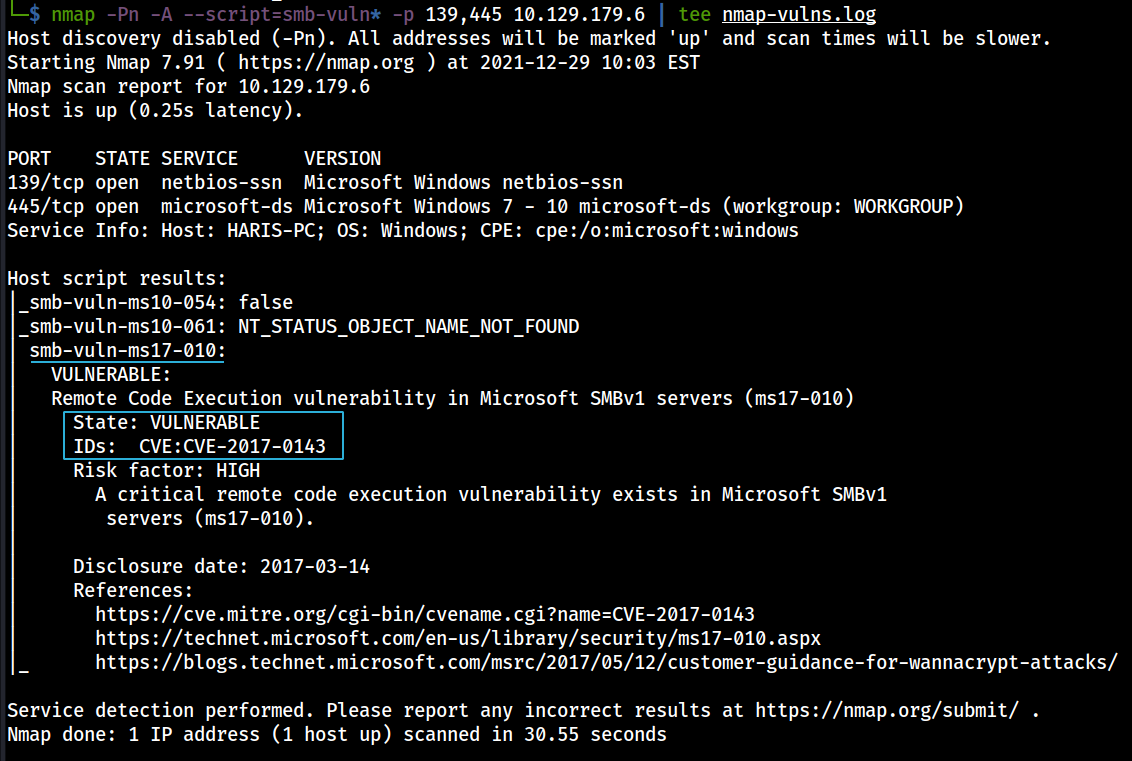 └─$ nmap -Pn -A --script=smb-vuln* -p 139,445 10.129.179.6 | tee nmap-vulns.log
Host discovery disabled (-Pn). All addresses will be marked 'up' and scan times will be slower.
Starting Nmap 7.91 ( https://nmap.org ) at 2021-12-29 10:03 EST
Nmap scan report for 10.129.179.6
Host is up (0.25s latency).

PORT    STATE SERVICE      VERSION
139/tcp open  netbios-ssn  Microsoft Windows netbios-ssn
445/tcp open  microsoft-ds Microsoft Windows 7 - 10 microsoft-ds (workgroup: WORKGROUP)
Service Info: Host: HARIS-PC; OS: Windows; CPE: cpe:/o:microsoft:windows

Host script results:
|_smb-vuln-ms10-054: false
|_smb-vuln-ms10-061: NT_STATUS_OBJECT_NAME_NOT_FOUND
| smb-vuln-ms17-010:
|   VULNERABLE:
|   Remote Code Execution vulnerability in Microsoft SMBv1 servers (ms17-010)
|     State: VULNERABLE
|     IDs:  CVE:CVE-2017-0143
|     Risk factor: HIGH
|       A critical remote code execution vulnerability exists in Microsoft SMBv1
|        servers (ms17-010).
|
|     Disclosure date: 2017-03-14
|     References:
|       https://cve.mitre.org/cgi-bin/cvename.cgi?name=CVE-2017-0143
|       https://technet.microsoft.com/en-us/library/security/ms17-010.aspx
|_      https://blogs.technet.microsoft.com/msrc/2017/05/12/customer-guidance-for-wannacrypt-attacks/

Service detection performed. Please report any incorrect results at https://nmap.org/submit/ .
Nmap done: 1 IP address (1 host up) scanned in 30.55 seconds